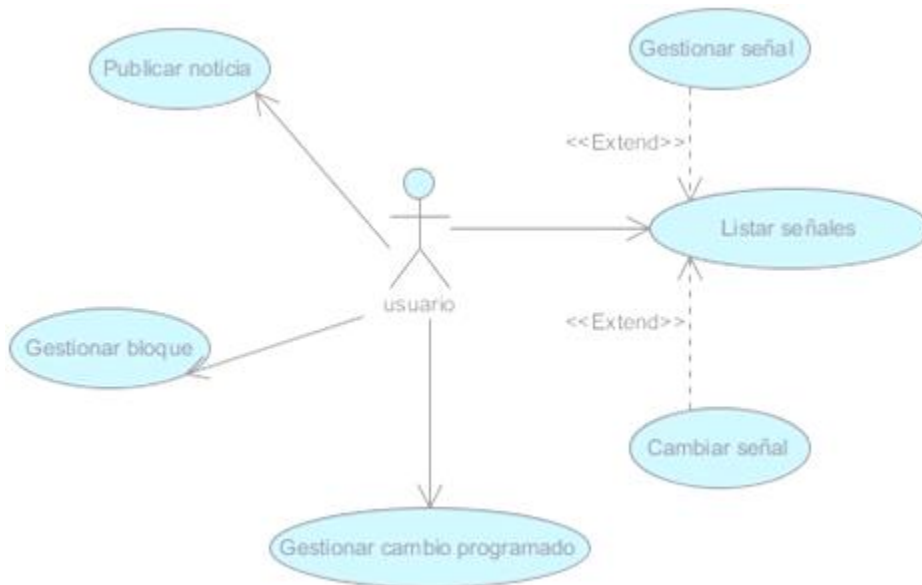 Gestionar señal
Publicar noticia
<<Extend>>
Listar señales
usuario
<<Extend>>
Gestionar bloque
Cambiar señal
Gestionar cambio programado